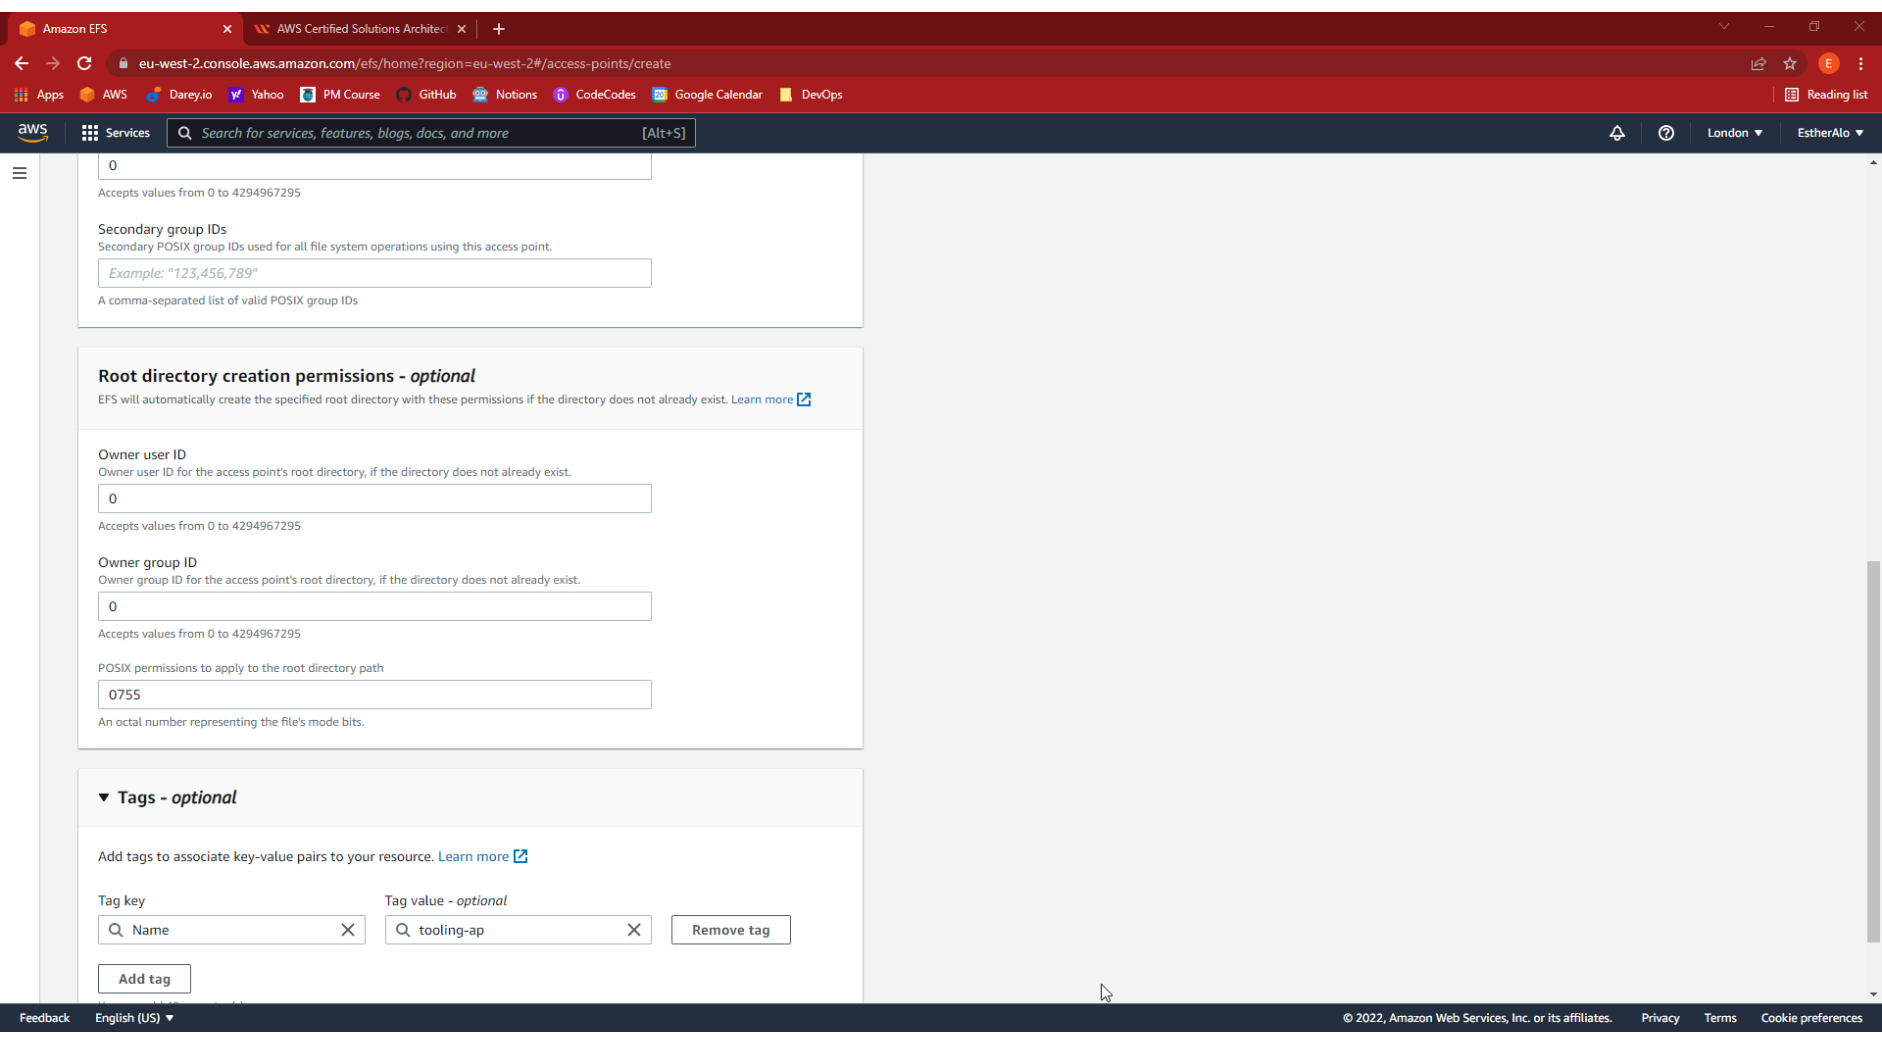 Amazon EFS
AWS Certified Solutions Architec
eu-west-2.console.aws.amazon.com/efs/home?region=eu-west-2#/access-points/create
E
Apps
AWS
Darey.io
Yahoo
PM Course
GitHub
Notions
CodeCodes
Google Calendar
DevOps
Reading list
aws
Services
Search for services, features, blogs, docs, and more
[Alt+S]
London
EstherAlo
0
Accepts values from 0 to 4294967295
Secondary group IDs
Secondary POSIX group IDs used for all file system operations using this access point.
Example: "123,456,789"
A comma-separated list of valid POSIX group IDs
Root directory creation permissions - optional
EFS will automatically create the specified root directory with these permissions if the directory does not already exist. Learn more
Owner user ID
Owner user ID for the access point's root directory, if the directory does not already exist.
0
Accepts values from 0 to 4294967295
Owner group ID
Owner group ID for the access point's root directory, if the directory does not already exist.
0
Accepts values from 0 to 4294967295
POSIX permissions to apply to the root directory path
0755
An octal number representing the file's mode bits.
Tags - optional
Add tags to associate key-value pairs to your resource. Learn more
Tag key
Tag value - optional
Name
tooling-ap
Remove tag
Add tag
Feedback
English (US)
© 2022, Amazon Web Services, Inc. or its affiliates.
Privacy
Terms
Cookie preferences